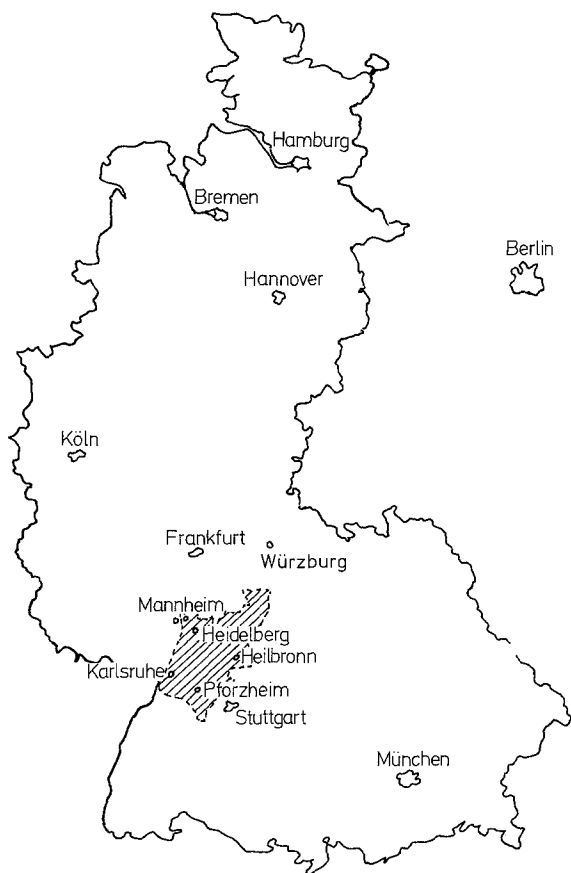 Hamburg
Bremen
Berlin
Hannover
Köln
Frankfurt
Würzburg
Mannheim
Heidelberg
Heilbronn
Karlsruhe
Pforzheim
Stuttgart
München